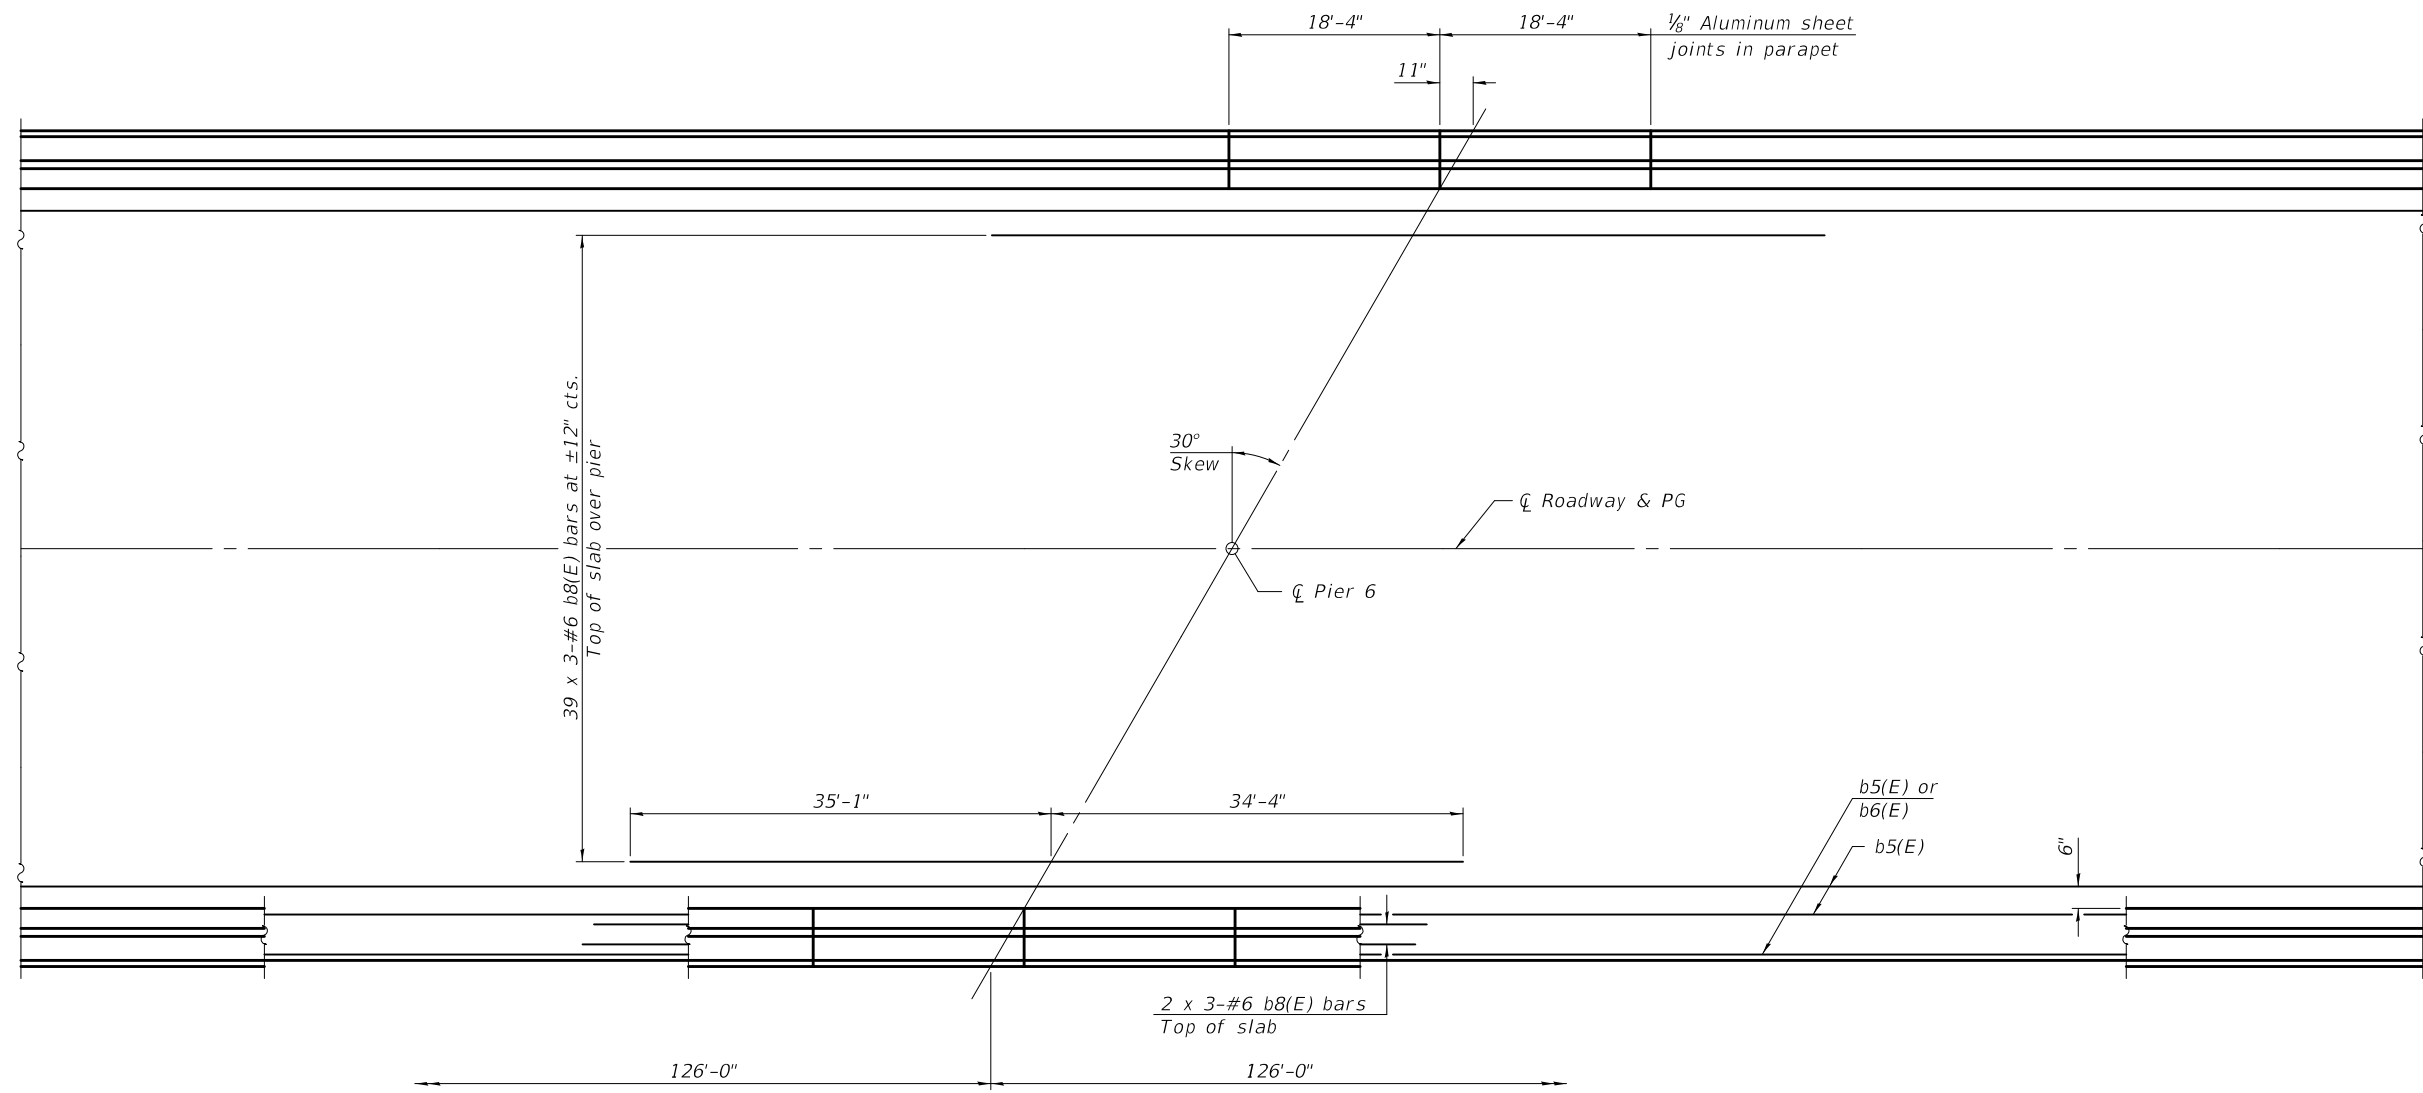 18'-4"
18'-4"
⅛" Aluminum sheet
joints in parapet
11"
39 x 3-#6 b8(E) bars at ±12" cts.
Top of slab over pier
30°
Skew
℄ Roadway & PG
℄ Pier 6
35'-1"
34'-4"
b5(E) or
b6(E)
b5(E)
6"
2 x 3-#6 b8(E) bars
Top of slab
126'-0"
126'-0"